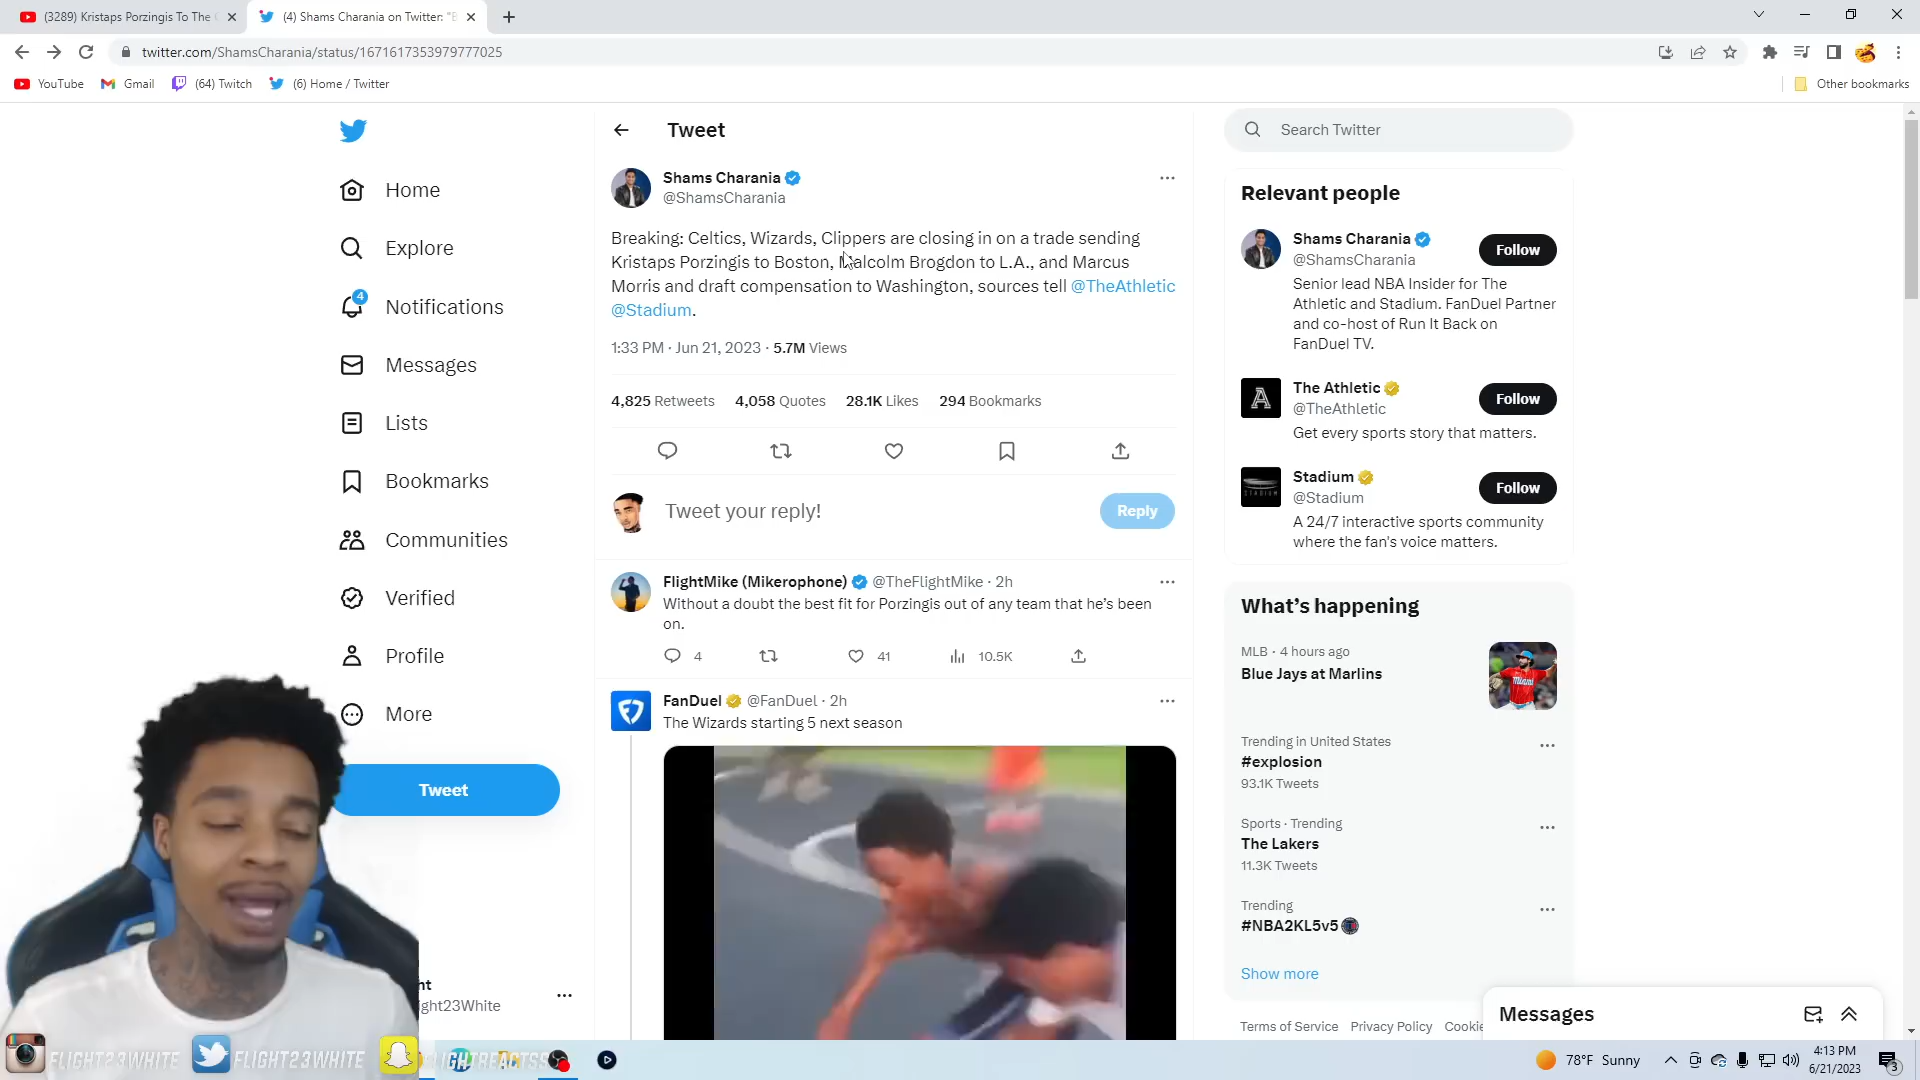 (3289) Kristaps Porzingis To The
(4) Shams Charania on Twitter: "B
twitter.com/ShamsCharania/status/1671617353979777025
YouTube
Gmail
(64) Twitch
(6) Home / Twitter
Other bookmarks
Home
Explore
4
Notifications
Messages
Lists
Bookmarks
Communities
Verified
Profile
More
Tweet
ht
ight23White
Tweet
Shams Charania
@ShamsCharania
Breaking: Celtics, Wizards, Clippers are closing in on a trade sending
Kristaps Porzingis to Boston, Malcolm Brogdon to L.A., and Marcus
Morris and draft compensation to Washington, sources tell @TheAthletic
@Stadium.
1:33 PM · Jun 21, 2023 · 5.7M Views
4,825 Retweets 4,058 Quotes 28.1K Likes 294 Bookmarks
Tweet your reply!
Reply
FlightMike (Mikerophone) @TheFlightMike · 2h
Without a doubt the best fit for Porzingis out of any team that he's been
on.
4 41 10.5K
FanDuel @FanDuel · 2h
The Wizards starting 5 next season
Search Twitter
Relevant people
Shams Charania
@ShamsCharania
Follow
Senior lead NBA Insider for The
Athletic and Stadium. FanDuel Partner
and co-host of Run It Back on
FanDuel TV.
The Athletic
@TheAthletic
Follow
Get every sports story that matters.
Stadium
@Stadium
Follow
A 24/7 interactive sports community
where the fan's voice matters.
What's happening
MLB · 4 hours ago
Blue Jays at Marlins
Trending in United States
#explosion
93.1K Tweets
Sports · Trending
The Lakers
11.3K Tweets
Trending
#NBA2KL5v5
Show more
Terms of Service Privacy Policy Cookie
Messages
FLIGHT23WHITE
FLIGHT23WHITE
78°F Sunny
4:13 PM
6/21/2023
3